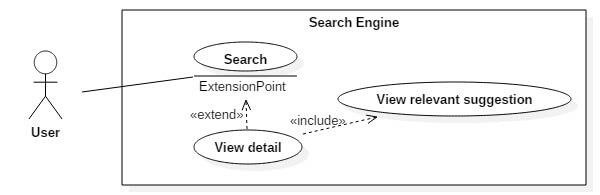 Search Engine
Search
ExtensionPoint
View relevant suggestion
«extend»
«include»
User
View detail